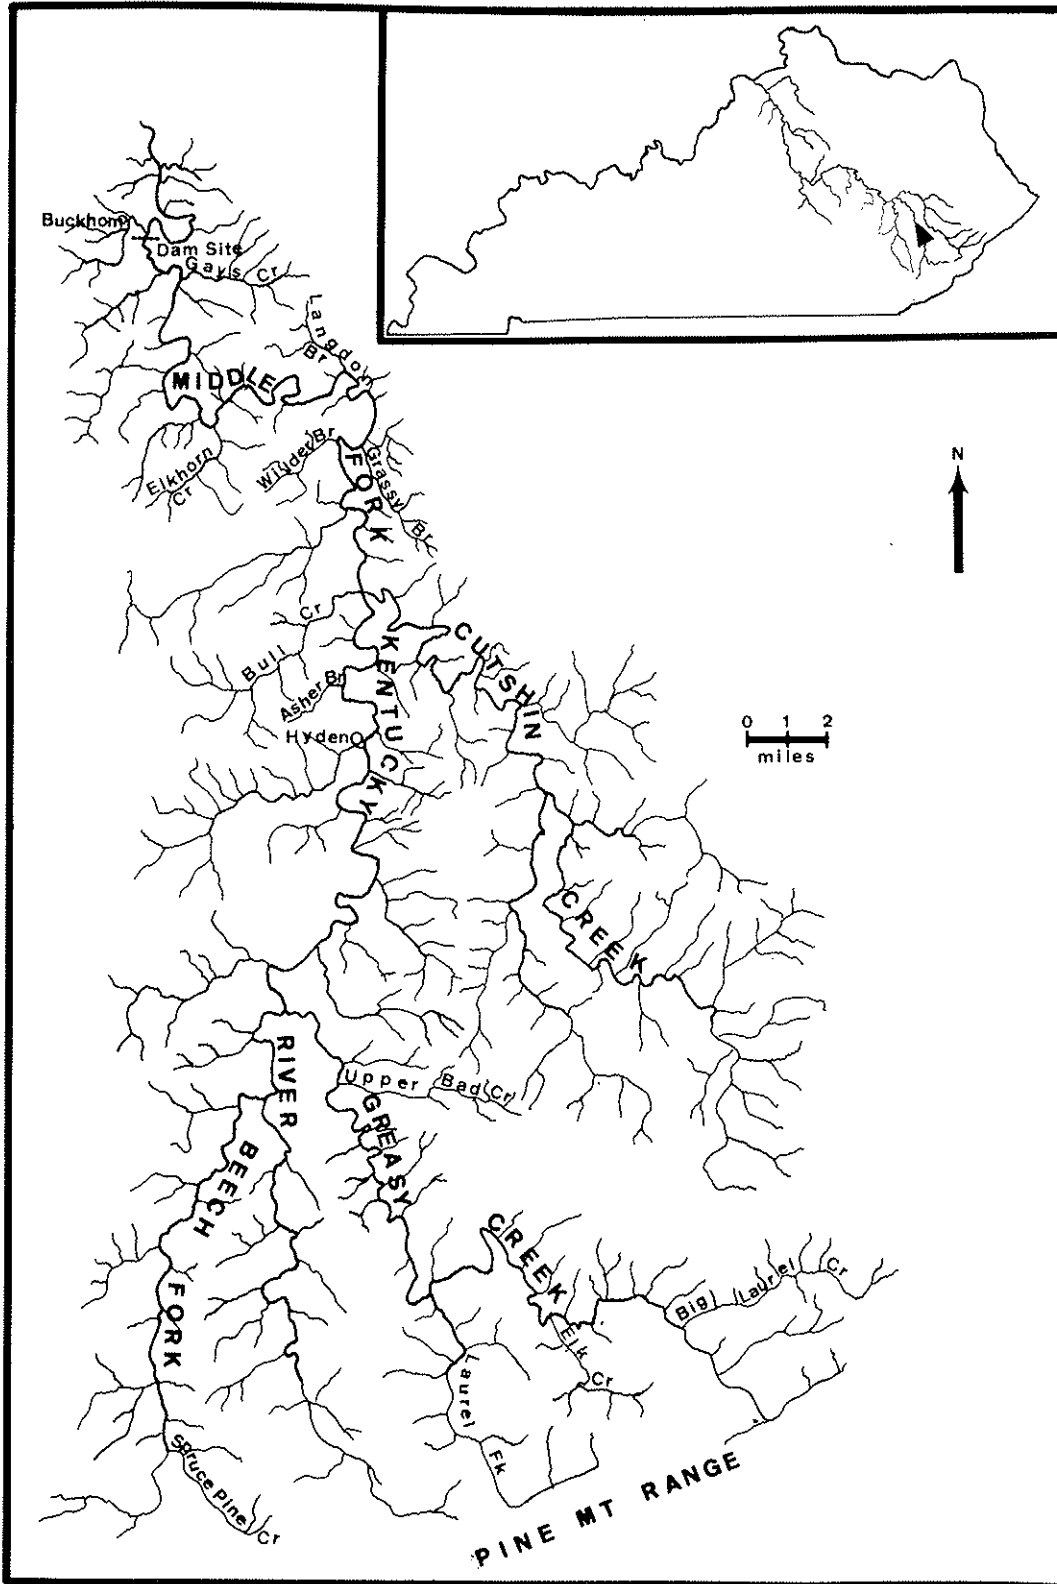 Buckhorn
Dam Site
Gays Cr
Langdon
Br
MIDDLE
Elkhorn
Cr
Wilder Br
FORK
Grassy
Br
N
Bull Cr
KENTUCKY
CUTSHIN
Asher Br
Hyden
0 1 2
miles
CREEK
RIVER
Upper Bad Cr
GREASY
BEECH
CREEK
Big Laurel Cr
FORK
Elk
Cr
Laurel
Fk
Spruce Pine Cr
PINE MT RANGE